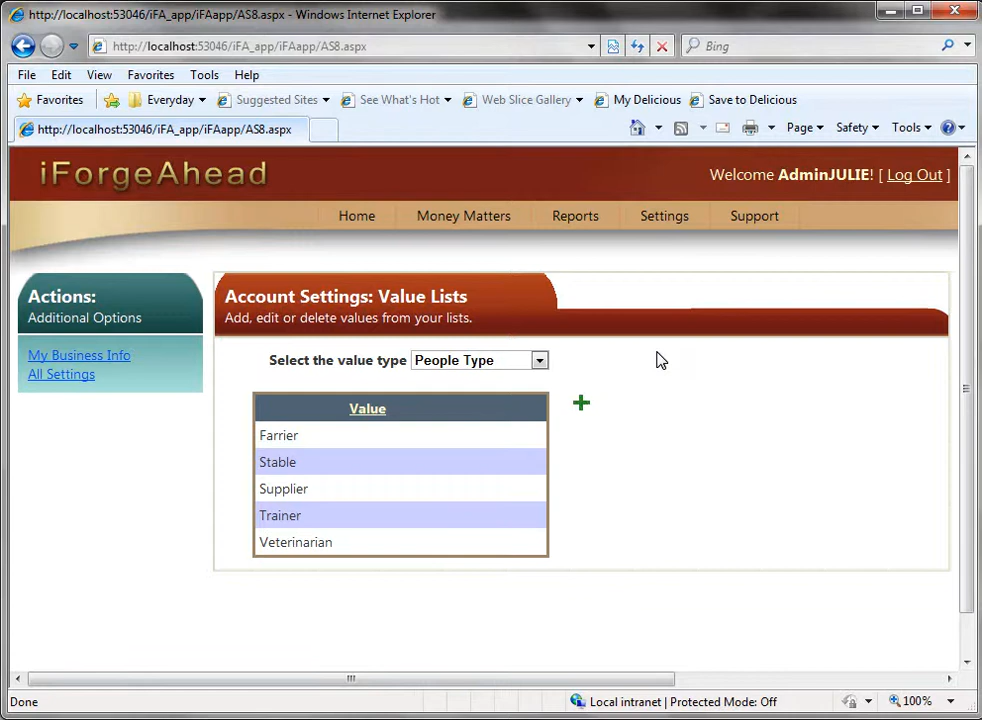 http://localhost:53046/iFA_app/iFAapp/AS8.aspx - Windows Internet Explorer
http://localhost:53046/iFA_app/iFAapp/AS8.aspx
Bing
File Edit View Favorites Tools Help
Favorites Everyday Suggested Sites See What's Hot Web Slice Gallery My Delicious Save to Delicious
http://localhost:53046/iFA_app/iFAapp/AS8.aspx Page Safety Tools
iForgeAhead Welcome AdminJULIE! [ Log Out ]
Home Money Matters Reports Settings Support
Actions:
Additional Options
My Business Info
All Settings
Account Settings: Value Lists
Add, edit or delete values from your lists.
Select the value type People Type
Value
Farrier
Stable
Supplier
Trainer
Veterinarian
Done Local intranet | Protected Mode: Off 100%